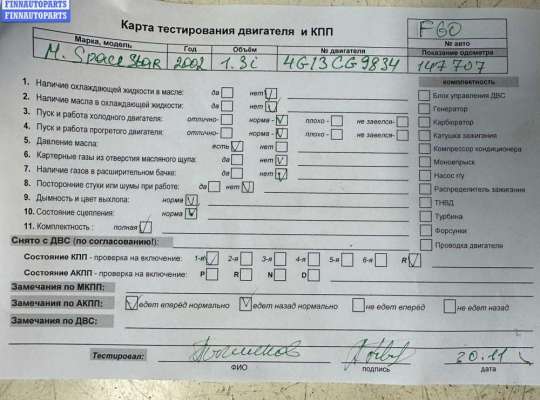 FINNAUTOPARTS
FINNAUTOPARTS
Карта тестирования двигателя и КПП
F60
№ авто
Марка, модель Год Объём № двигателя Показание одометра
M. Space Star 2002 1.3i 4G13CG9834 147707
1. Наличие охлаждающей жидкости в масле: да нет
комплектность
2. Наличие масла в охлаждающей жидкости: да нет
Блок управления ДВС
3. Пуск и работа холодного двигателя: отлично- норма - плохо - не завелся-
Генератор
4. Пуск и работа прогретого двигателя: отлично- норма - плохо - не завелся-
Карбюратор
5. Давление масла: есть нет
Катушка зажигания
6. Картерные газы из отверстия масляного щупа: да нет
Компрессор кондиционера
7. Наличие газов в расширительном бачке: да нет
Моновпрыск
8. Посторонние стуки или шумы при работе: да нет
Насос г/у
9. Дымность и цвет выхлопа: норма
Распределитель зажигания
10. Состояние сцепления: норма
ТНВД
11. Комплектность : полная
Турбина
Форсунки
Снято с ДВС (по согласованию!):
Проводка двигателя
Состояние КПП - проверка на включение: 1-я 2-я 3-я 4-я 5-я 6-я R
Состояние АКПП - проверка на включение: P R N D
Замечания по МКПП:
Замечания по АКПП: едет вперёд нормально едет назад нормально не едет вперёд не едет назад
Замечания по ДВС:
Тестировал: 20.11
ФИО подпись дата